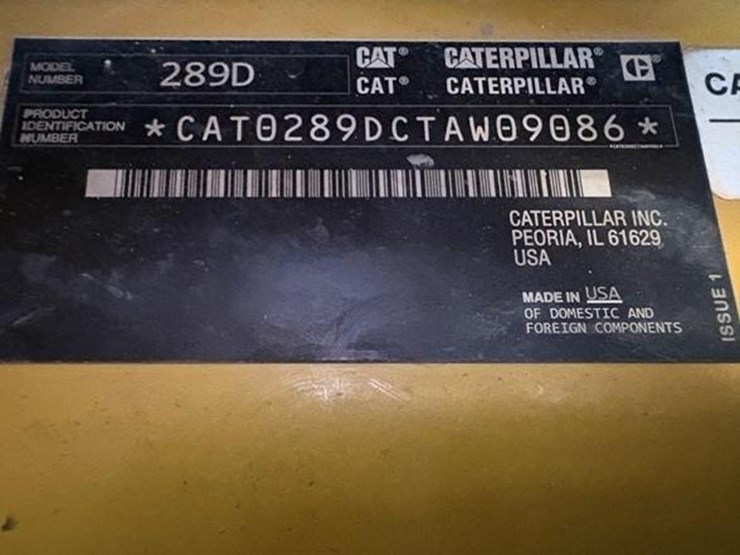 MODEL
NUMBER
289D
CAT® CATERPILLAR®
CAT® CATERPILLAR®
PRODUCT
IDENTIFICATION
NUMBER
*CAT0289DCTAW09086*
CATERPILLAR INC.
PEORIA, IL 61629
USA
MADE IN USA
OF DOMESTIC AND
FOREIGN COMPONENTS
ISSUE 1
CA